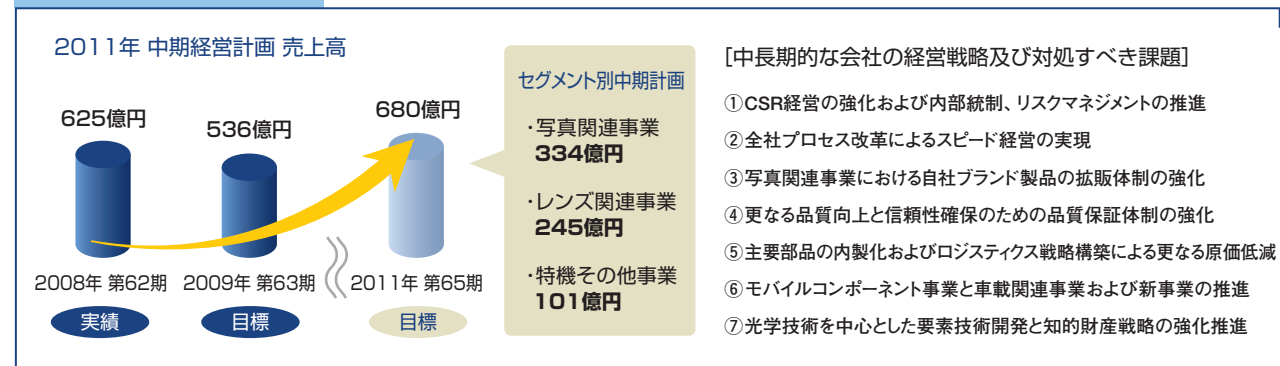 2011年 中期経営計画 売上高
625億円
536億円
680億円
2008年 第62期
2009年 第63期
2011年 第65期
実績
目標
目標
セグメント別中期計画
・写真関連事業
334億円
・レンズ関連事業
245億円
・特機その他事業
101億円
[中長期的な会社の経営戦略及び対処すべき課題]
①CSR経営の強化および内部統制、リスクマネジメントの推進
②全社プロセス改革によるスピード経営の実現
③写真関連事業における自社ブランド製品の拡販体制の強化
④更なる品質向上と信頼性確保のための品質保証体制の強化
⑤主要部品の内製化およびロジスティクス戦略構築による更なる原価低減
⑥モバイルコンポーネント事業と車載関連事業および新事業の推進
⑦光学技術を中心とした要素技術開発と知的財産戦略の強化推進